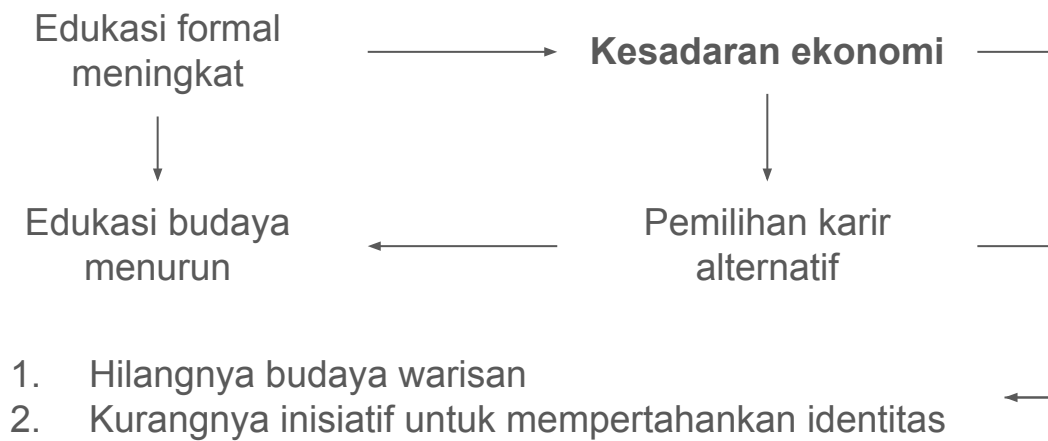 Edukasi formal
meningkat
Kesadaran ekonomi
Edukasi budaya
menurun
Pemilihan karir
alternatif
1. Hilangnya budaya warisan
2. Kurangnya inisiatif untuk mempertahankan identitas